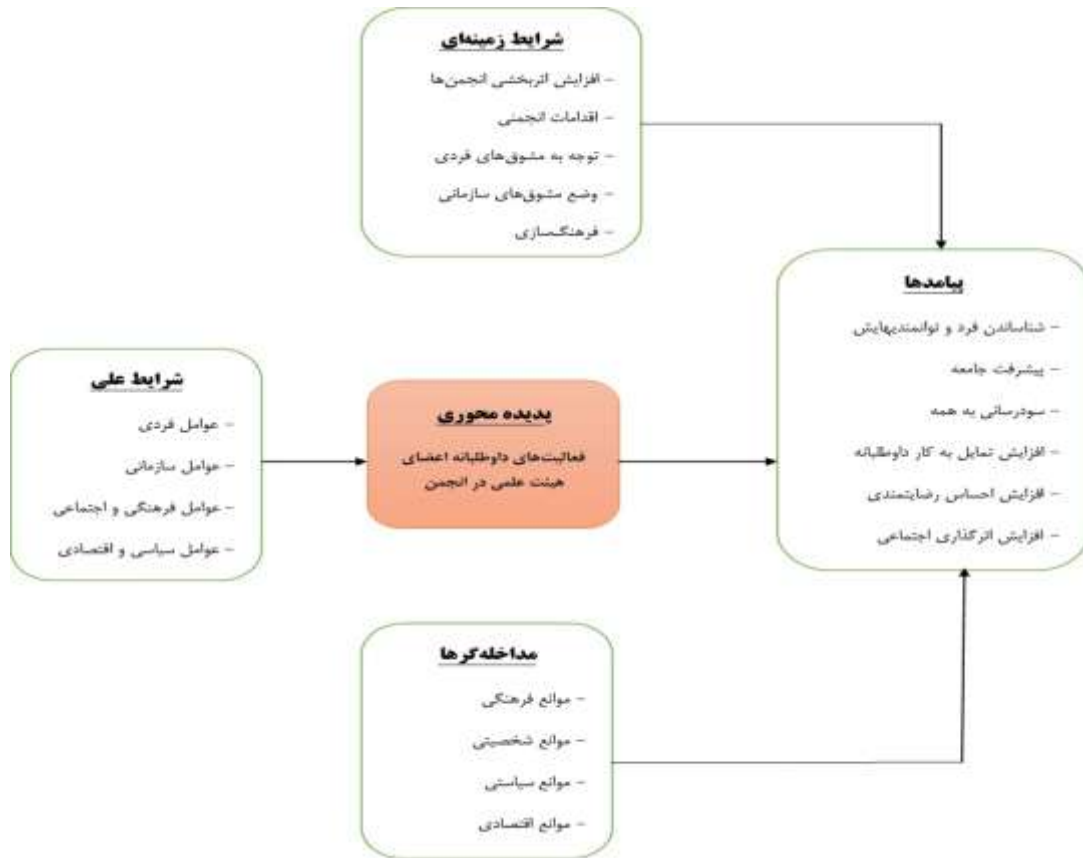 شرایط زمینه‌ای
- افزایش اثربخشی انجمن‌ها
- اقدامات انجمنی
- توجه به مشوق‌های فردی
- وضع مشوق‌های سازمانی
- فرهنگ‌سازی
شرایط علی
- عوامل فردی
- عوامل سازمانی
- عوامل فرهنگی و اجتماعی
- عوامل سیاسی و اقتصادی
پدیده محوری
فعالیت‌های داوطلبانه اعضای
هیئت علمی در انجمن
پیامدها
- شناساندن فرد و توانمندیهایش
- پیشرفت جامعه
- سودرسانی به همه
- افزایش تمایل به کار داوطلبانه
- افزایش احساس رضایتمندی
- افزایش اثرگذاری اجتماعی
مداخله‌گرها
- موانع فرهنگی
- موانع شخصیتی
- موانع سیاستی
- موانع اقتصادی